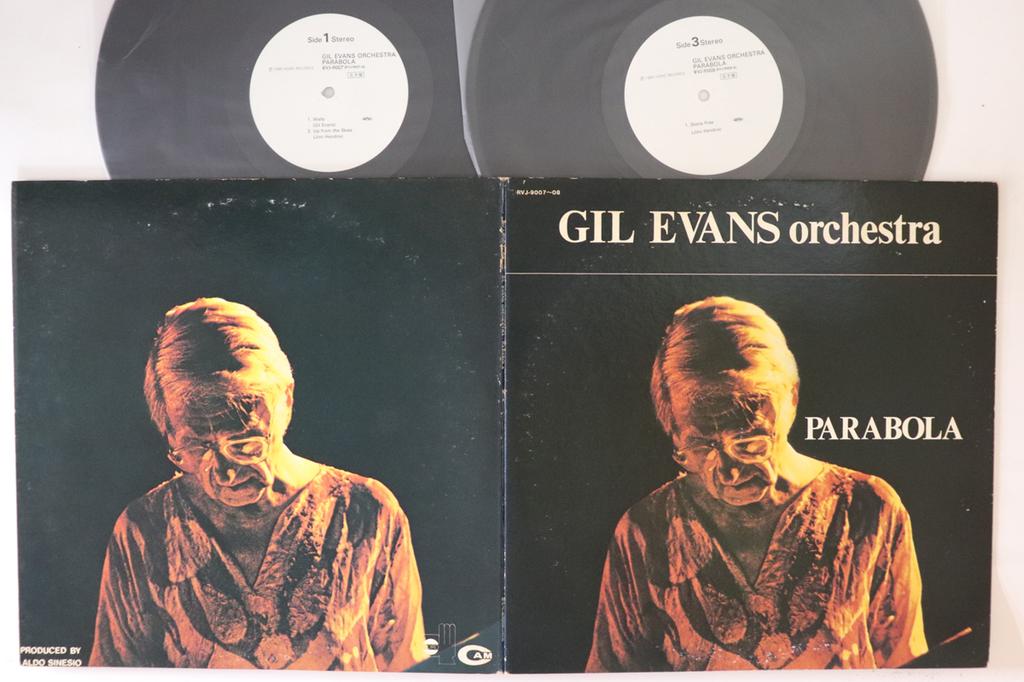 Side 1 Stereo
GIL EVANS ORCHESTRA
PARABOLA
1. Waltz
(Gil Evans)
2. Up from the Skies
(Jimi Hendrix)
Side 3 Stereo
GIL EVANS ORCHESTRA
PARABOLA
1. Stone Free
(Jimi Hendrix)
RVJ-9007~08
GIL EVANS orchestra
PARABOLA
PRODUCED BY
ALDO SINESIO
CAM